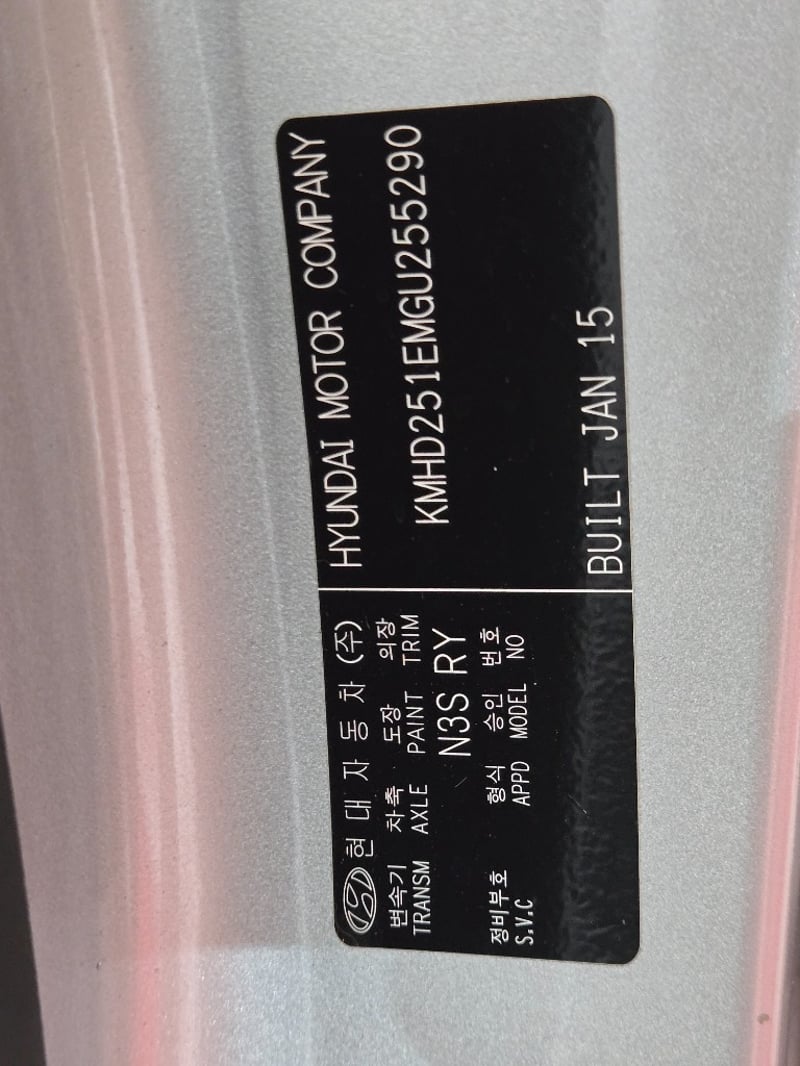 현대자동차(주) HYUNDAI MOTOR COMPANY
변속기 차축 도장 의장
TRANSM AXLE PAINT TRIM
KMHD251EMGU255290
N3S RY
정비부호 형식 승인 번호
S.V.C APPD MODEL NO
BUILT JAN 15